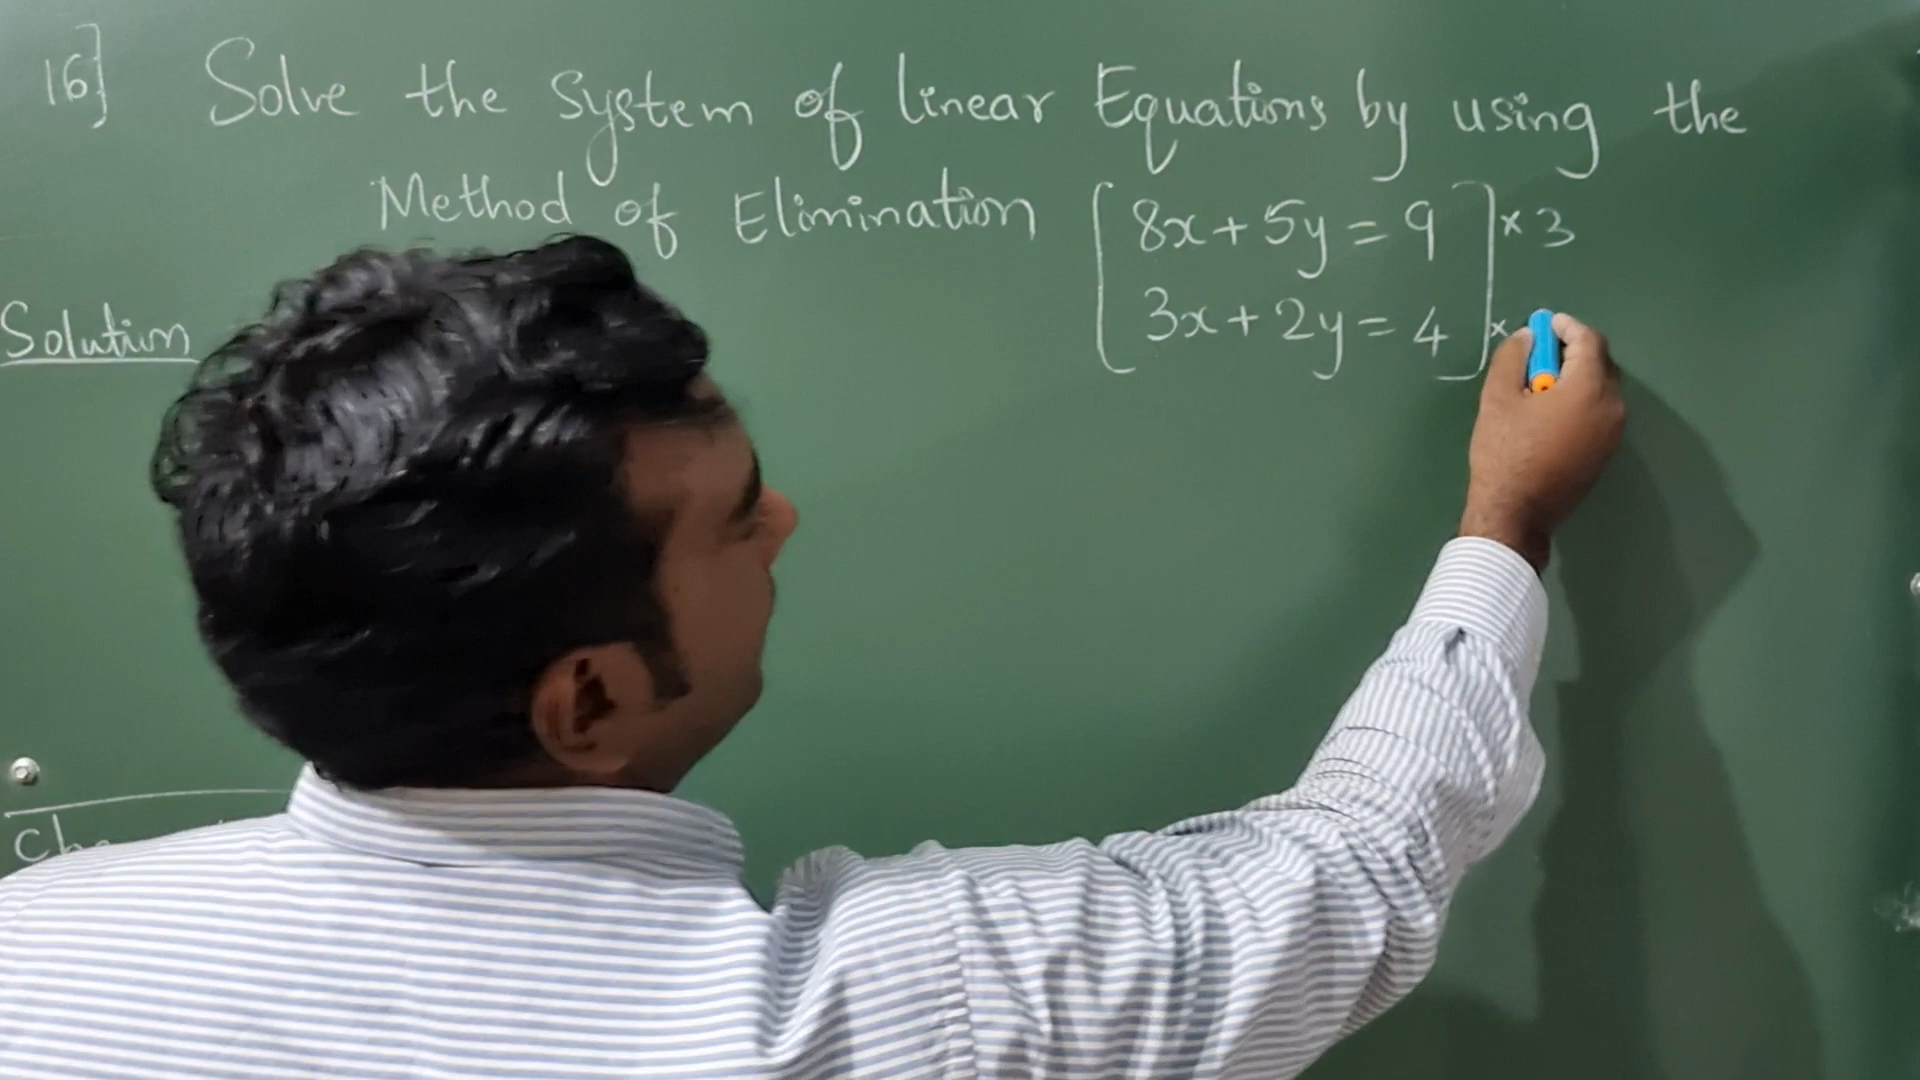 16] Solve the System of linear Equations by using the
Method of Elimination [8x + 5y = 9] × 3
[3x + 2y = 4] ×
Solution